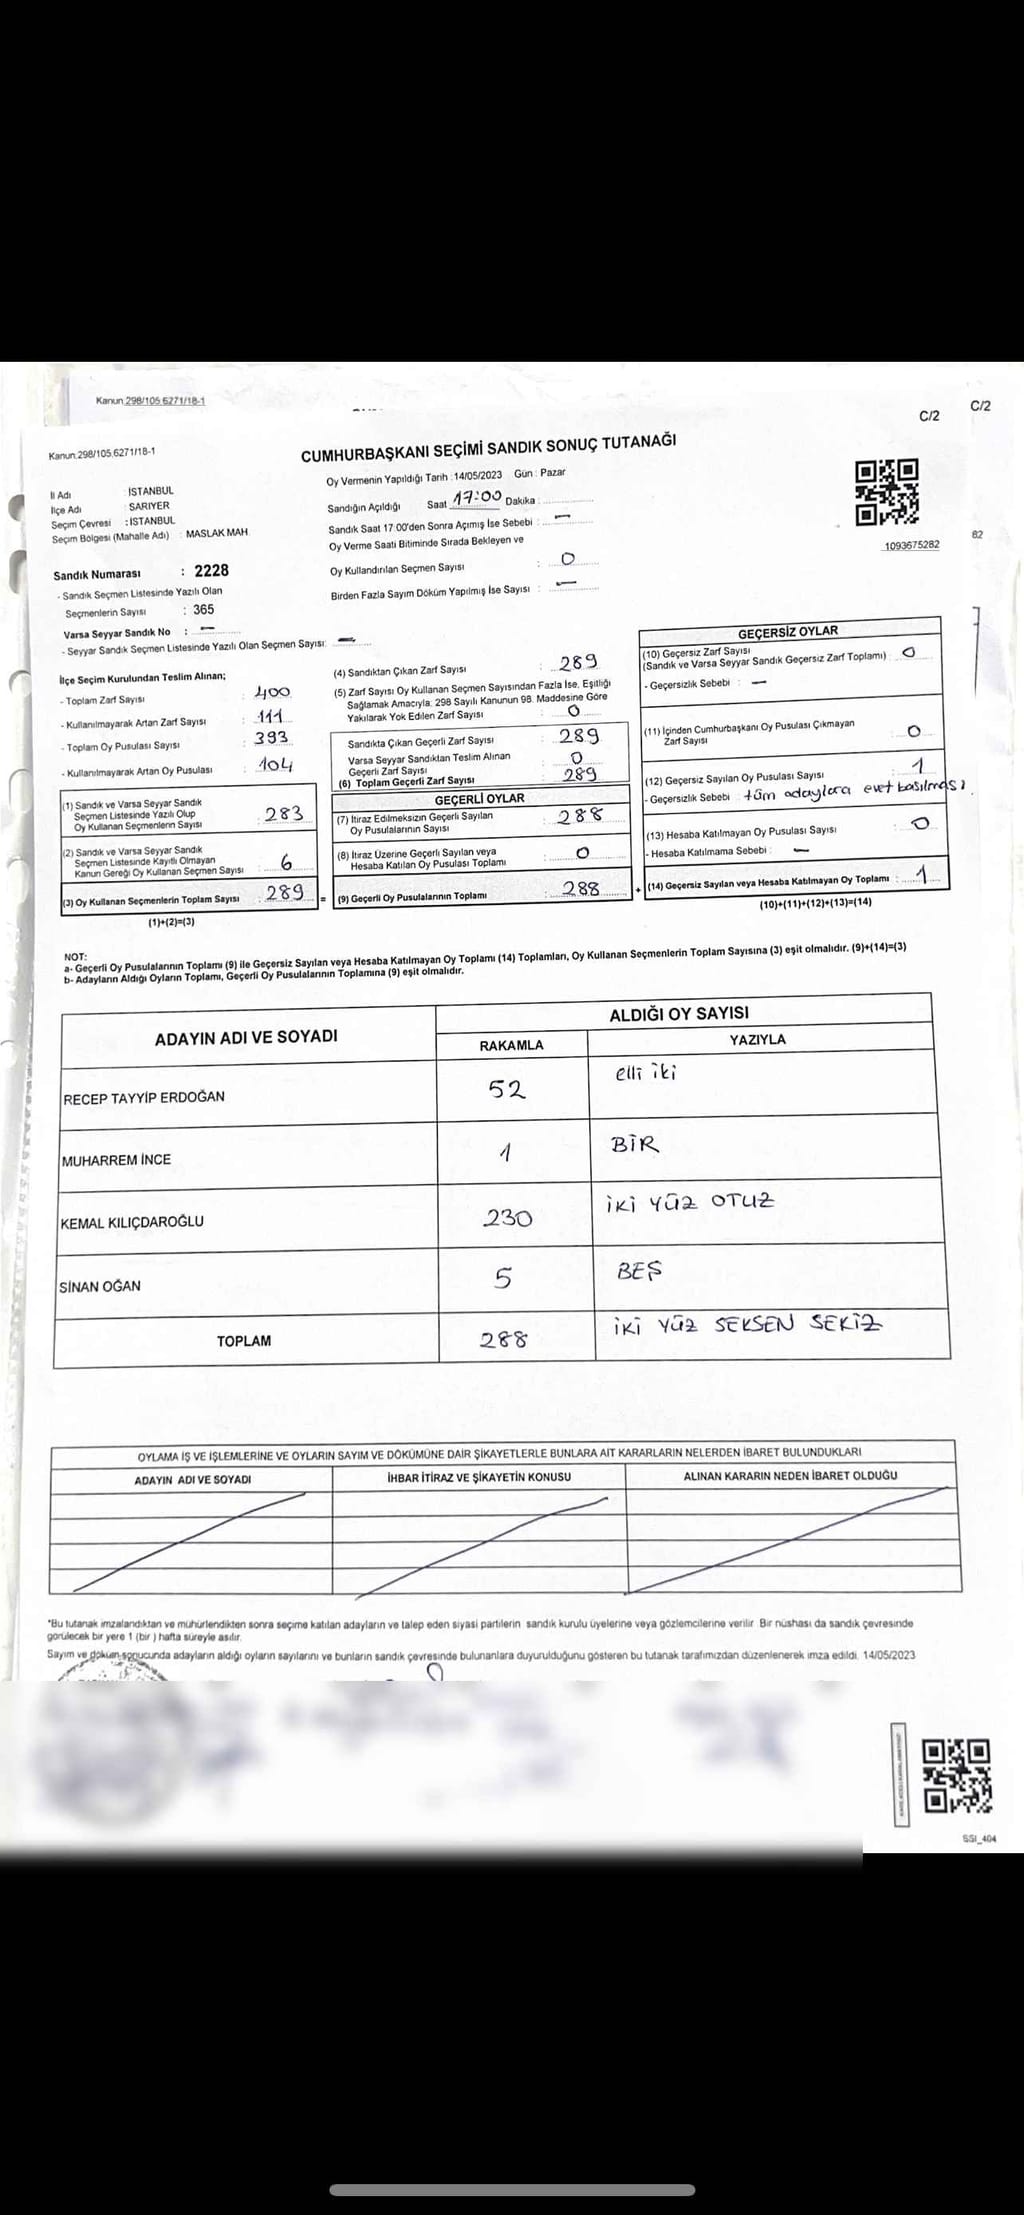 Kanun.298/105.6271/18-1
C/2
C/2
Kanun.298/105.6271/18-1
CUMHURBAŞKANI SEÇİMİ SANDIK SONUÇ TUTANAĞI
İl Adı : İSTANBUL
İlçe Adı : SARIYER
Seçim Çevresi : İSTANBUL
Seçim Bölgesi (Mahalle Adı) : MASLAK MAH.
Oy Vermenin Yapıldığı Tarih : 14/05/2023 Gün : Pazar
Sandığın Açıldığı Saat 17:00 Dakika :
Sandık Saat 17:00'den Sonra Açımış İse Sebebi : —
Oy Verme Saati Bitiminde Sırada Bekleyen ve
Oy Kullandırılan Seçmen Sayısı : 0
Birden Fazla Sayım Döküm Yapılmış İse Sayısı : —
1093675282
82
Sandık Numarası : 2228
- Sandık Seçmen Listesinde Yazılı Olan
Seçmenlerin Sayısı : 365
Varsa Seyyar Sandık No : —
- Seyyar Sandık Seçmen Listesinde Yazılı Olan Seçmen Sayısı: —
İlçe Seçim Kurulundan Teslim Alınan;
- Toplam Zarf Sayısı : 400
- Kullanılmayarak Artan Zarf Sayısı : 111
- Toplam Oy Pusulası Sayısı : 393
- Kullanılmayarak Artan Oy Pusulası : 104
(1) Sandık ve Varsa Seyyar Sandık
Seçmen Listesinde Yazılı Olup
Oy Kullanan Seçmenlerin Sayısı : 283
(2) Sandık ve Varsa Seyyar Sandık
Seçmen Listesinde Kayıtlı Olmayan
Kanun Gereği Oy Kullanan Seçmen Sayısı : 6
(3) Oy Kullanan Seçmenlerin Toplam Sayısı : 289 =
(1)+(2)=(3)
(4) Sandıktan Çıkan Zarf Sayısı : 289
(5) Zarf Sayısı Oy Kullanan Seçmen Sayısından Fazla İse, Eşitliği
Sağlamak Amacıyla; 298 Sayılı Kanunun 98. Maddesine Göre
Yakılarak Yok Edilen Zarf Sayısı : 0
Sandıkta Çıkan Geçerli Zarf Sayısı : 289
Varsa Seyyar Sandıktan Teslim Alınan
Geçerli Zarf Sayısı : 0
(6) Toplam Geçerli Zarf Sayısı : 289
GEÇERLİ OYLAR
(7) İtiraz Edilmeksizin Geçerli Sayılan
Oy Pusulalarının Sayısı : 288
(8) İtiraz Üzerine Geçerli Sayılan veya
Hesaba Katılan Oy Pusulası Toplamı : 0
(9) Geçerli Oy Pusulalarının Toplamı : 288 +
GEÇERSİZ OYLAR
(10) Geçersiz Zarf Sayısı
(Sandık ve Varsa Seyyar Sandık Geçersiz Zarf Toplamı) : 0
- Geçersizlik Sebebi : —
(11) İçinden Cumhurbaşkanı Oy Pusulası Çıkmayan
Zarf Sayısı : 0
(12) Geçersiz Sayılan Oy Pusulası Sayısı : 1
- Geçersizlik Sebebi : tüm adaylara evet basılması.
(13) Hesaba Katılmayan Oy Pusulası Sayısı : 0
- Hesaba Katılmama Sebebi : —
(14) Geçersiz Sayılan veya Hesaba Katılmayan Oy Toplamı : 1
(10)+(11)+(12)+(13)=(14)
NOT:
a- Geçerli Oy Pusulalarının Toplamı (9) ile Geçersiz Sayılan veya Hesaba Katılmayan Oy Toplamı (14) Toplamları, Oy Kullanan Seçmenlerin Toplam Sayısına (3) eşit olmalıdır. (9)+(14)=(3)
b- Adayların Aldığı Oyların Toplamı, Geçerli Oy Pusulalarının Toplamına (9) eşit olmalıdır.
ADAYIN ADI VE SOYADI
ALDIĞI OY SAYISI
RAKAMLA YAZIYLA
RECEP TAYYİP ERDOĞAN 52 elli iki
MUHARREM İNCE 1 BİR
KEMAL KILIÇDAROĞLU 230 İKİ YÜZ OTUZ
SİNAN OĞAN 5 BEŞ
TOPLAM 288 İKİ YÜZ SEKSEN SEKİZ
OYLAMA İŞ VE İŞLEMLERİNE VE OYLARIN SAYIM VE DÖKÜMÜNE DAİR ŞİKAYETLERLE BUNLARA AİT KARARLARIN NELERDEN İBARET BULUNDUKLARI
ADAYIN ADI VE SOYADI İHBAR İTİRAZ VE ŞİKAYETİN KONUSU ALINAN KARARIN NEDEN İBARET OLDUĞU
*Bu tutanak imzalandıktan ve mühürlendikten sonra seçime katılan adayların ve talep eden siyasi partilerin sandık kurulu üyelerine veya gözlemcilerine verilir. Bir nüshası da sandık çevresinde
görülecek bir yere 1 (bir) hafta süreyle asılır.
Sayım ve döküm sonucunda adayların aldığı oyların sayılarını ve bunların sandık çevresinde bulunanlara duyurulduğunu gösteren bu tutanak tarafımızdan düzenlenerek imza edildi. 14/05/2023
SSI_404